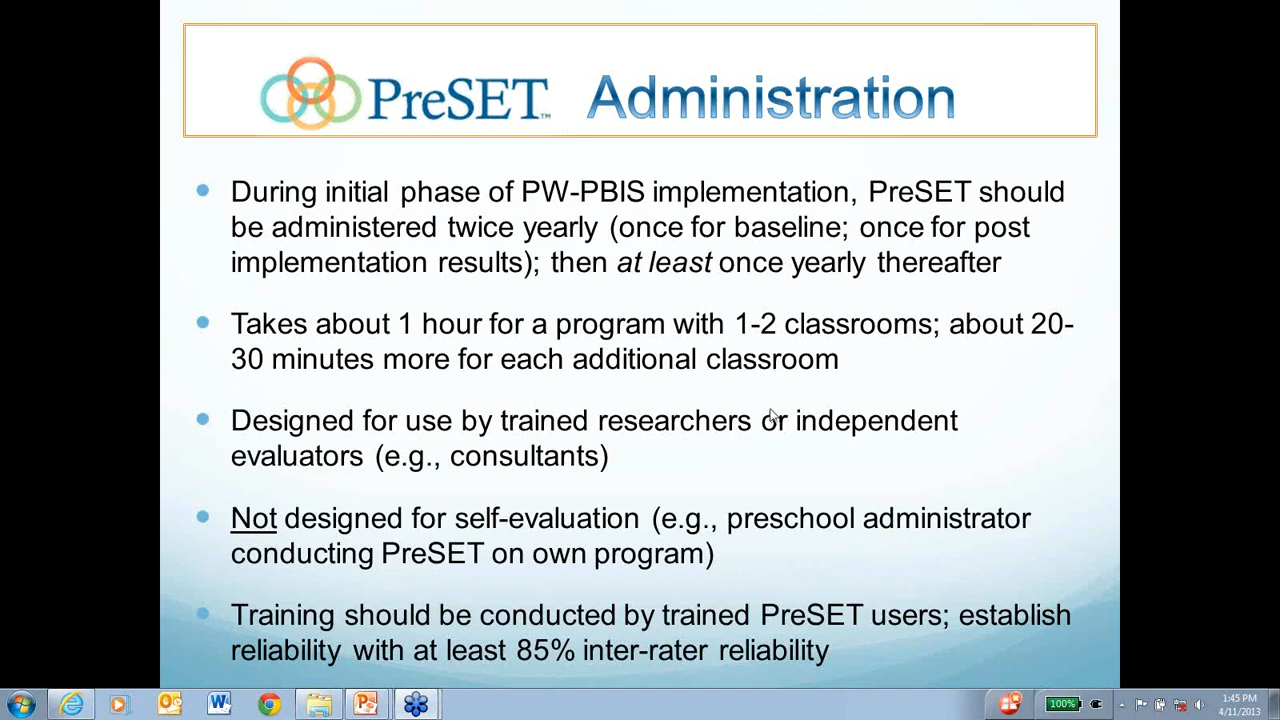 PreSET™ Administration
During initial phase of PW-PBIS implementation, PreSET should
be administered twice yearly (once for baseline; once for post
implementation results); then at least once yearly thereafter
Takes about 1 hour for a program with 1-2 classrooms; about 20-
30 minutes more for each additional classroom
Designed for use by trained researchers or independent
evaluators (e.g., consultants)
Not designed for self-evaluation (e.g., preschool administrator
conducting PreSET on own program)
Training should be conducted by trained PreSET users; establish
reliability with at least 85% inter-rater reliability
100%
1:45 PM
4/11/2013